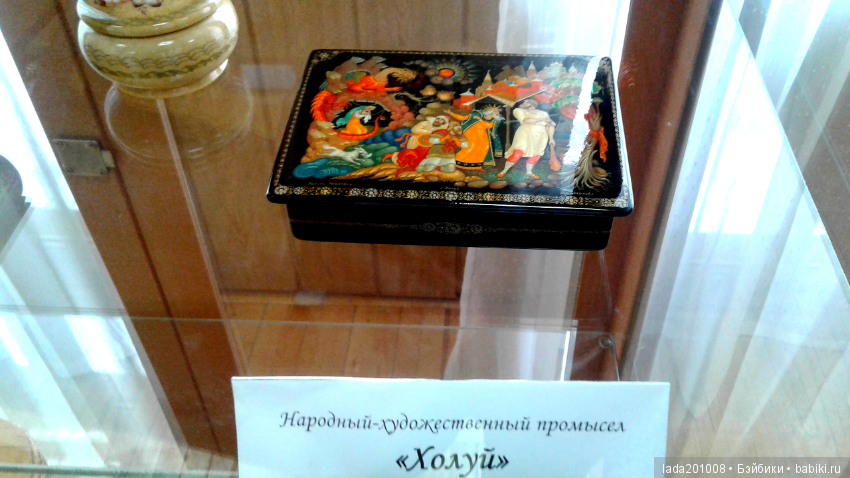 Народный-художественный промысел
«Холуй»
lada201008 • Бэйбики • babiki.ru